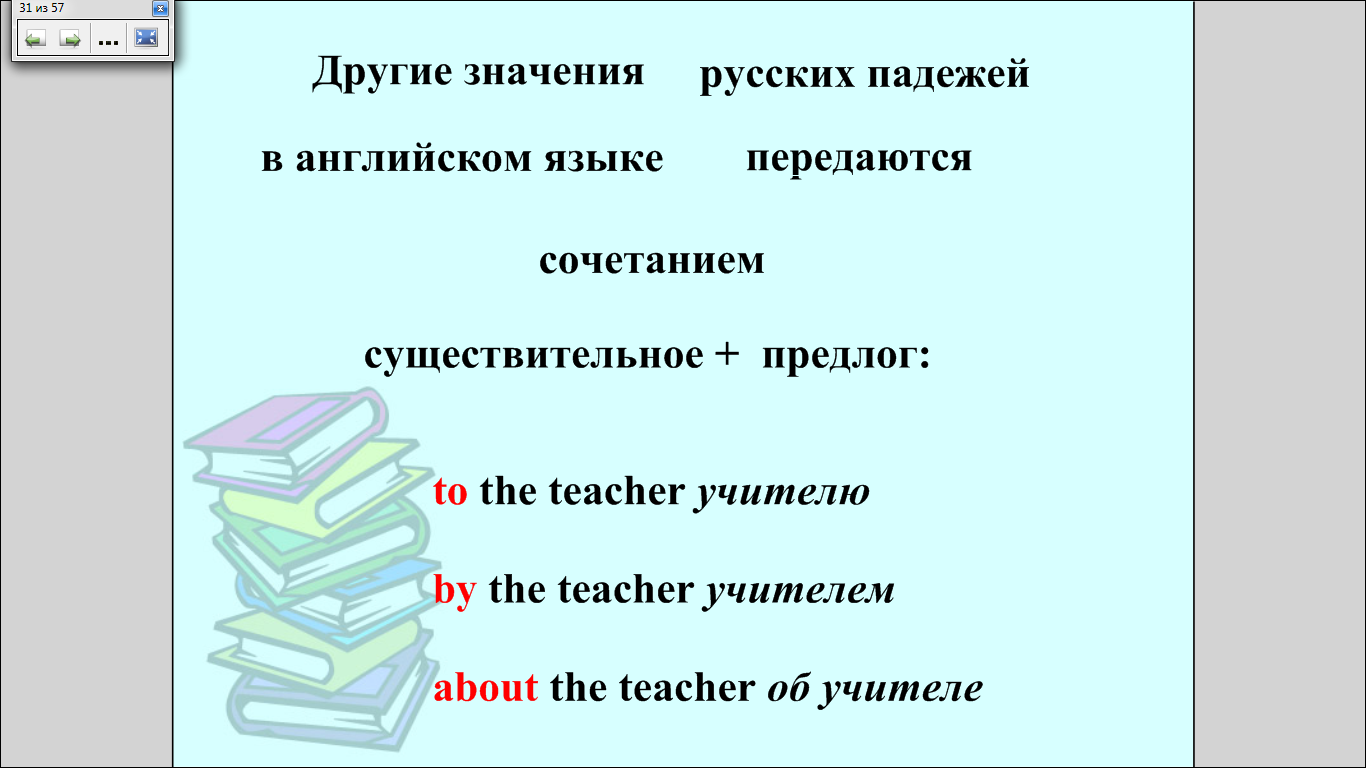 31 из 57
Другие значения русских падежей
в английском языке передаются
сочетанием
существительное + предлог:
to the teacher учителю
by the teacher учителем
about the teacher об учителе